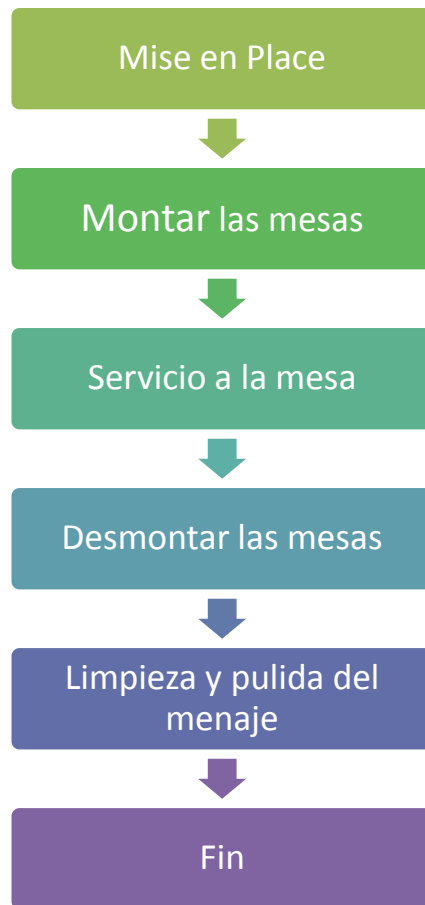 Mise en Place
Montar las mesas
Servicio a la mesa
Desmontar las mesas
Limpieza y pulida del
menaje
Fin